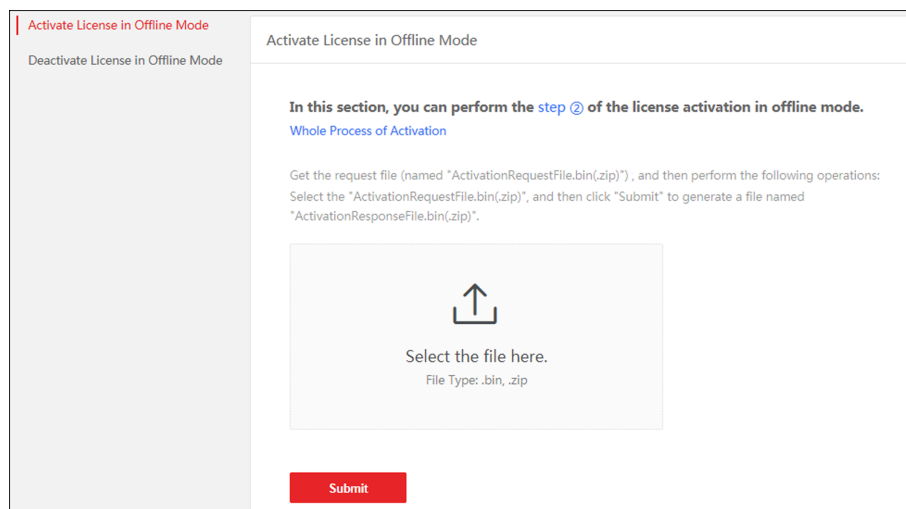 Activate License in Offline Mode
Deactivate License in Offline Mode
Activate License in Offline Mode
In this section, you can perform the step ② of the license activation in offline mode.
Whole Process of Activation
Get the request file (named "ActivationRequestFile.bin(.zip)") , and then perform the following operations:
Select the "ActivationRequestFile.bin(.zip)", and then click "Submit" to generate a file named
"ActivationResponseFile.bin(.zip)".
Select the file here.
File Type: .bin, .zip
Submit